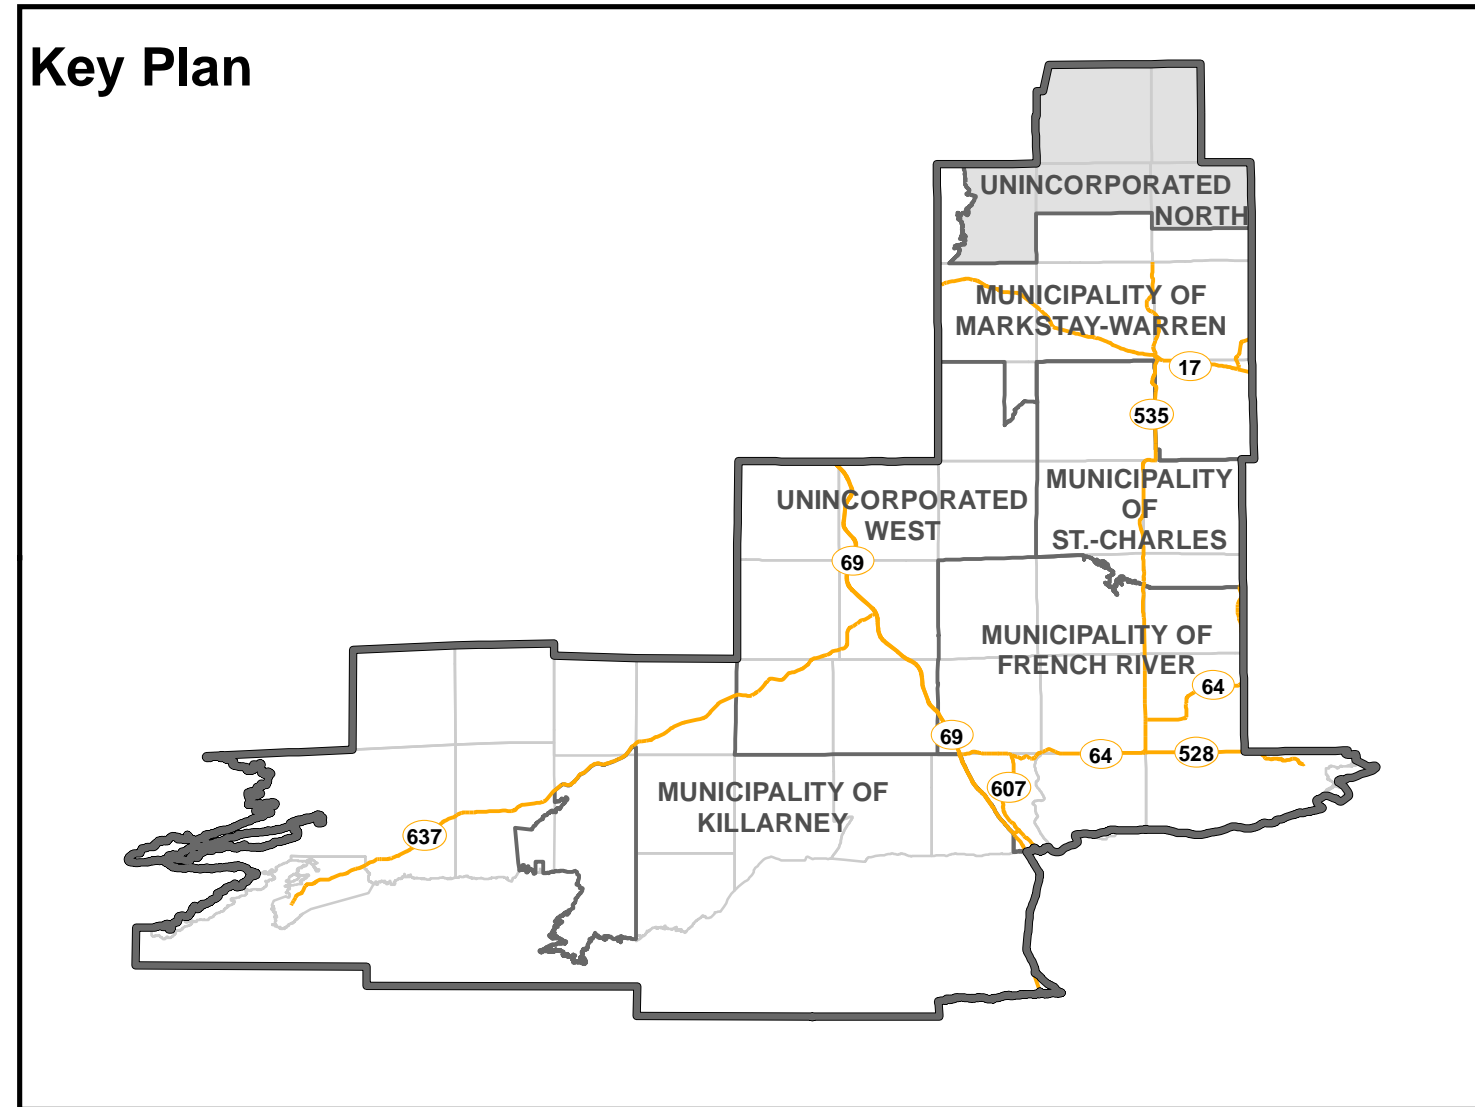 Key Plan
UNINCORPORATED
NORTH
MUNICIPALITY OF
MARKSTAY-WARREN
17
535
MUNICIPALITY
OF
ST.-CHARLES
UNINCORPORATED
WEST
69
MUNICIPALITY OF
FRENCH RIVER
64
69
64
528
607
MUNICIPALITY OF
KILLARNEY
637